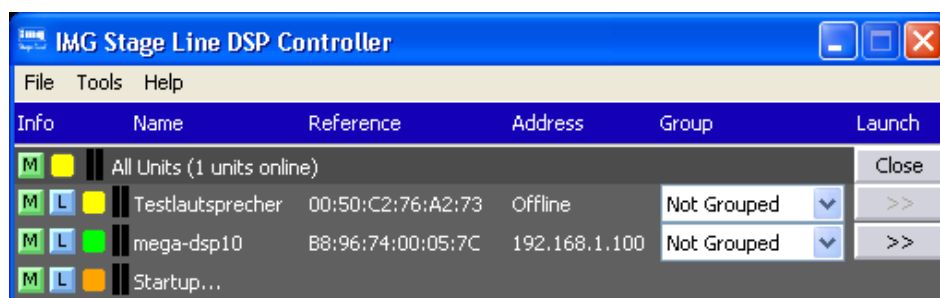 IMG Stage Line DSP Controller
File Tools Help
Info Name Reference Address Group Launch
M All Units (1 units online) Close
M L Testlautsprecher 00:50:C2:76:A2:73 Offline Not Grouped >>
M L mega-dsp10 B8:96:74:00:05:7C 192.168.1.100 Not Grouped >>
M L Startup...